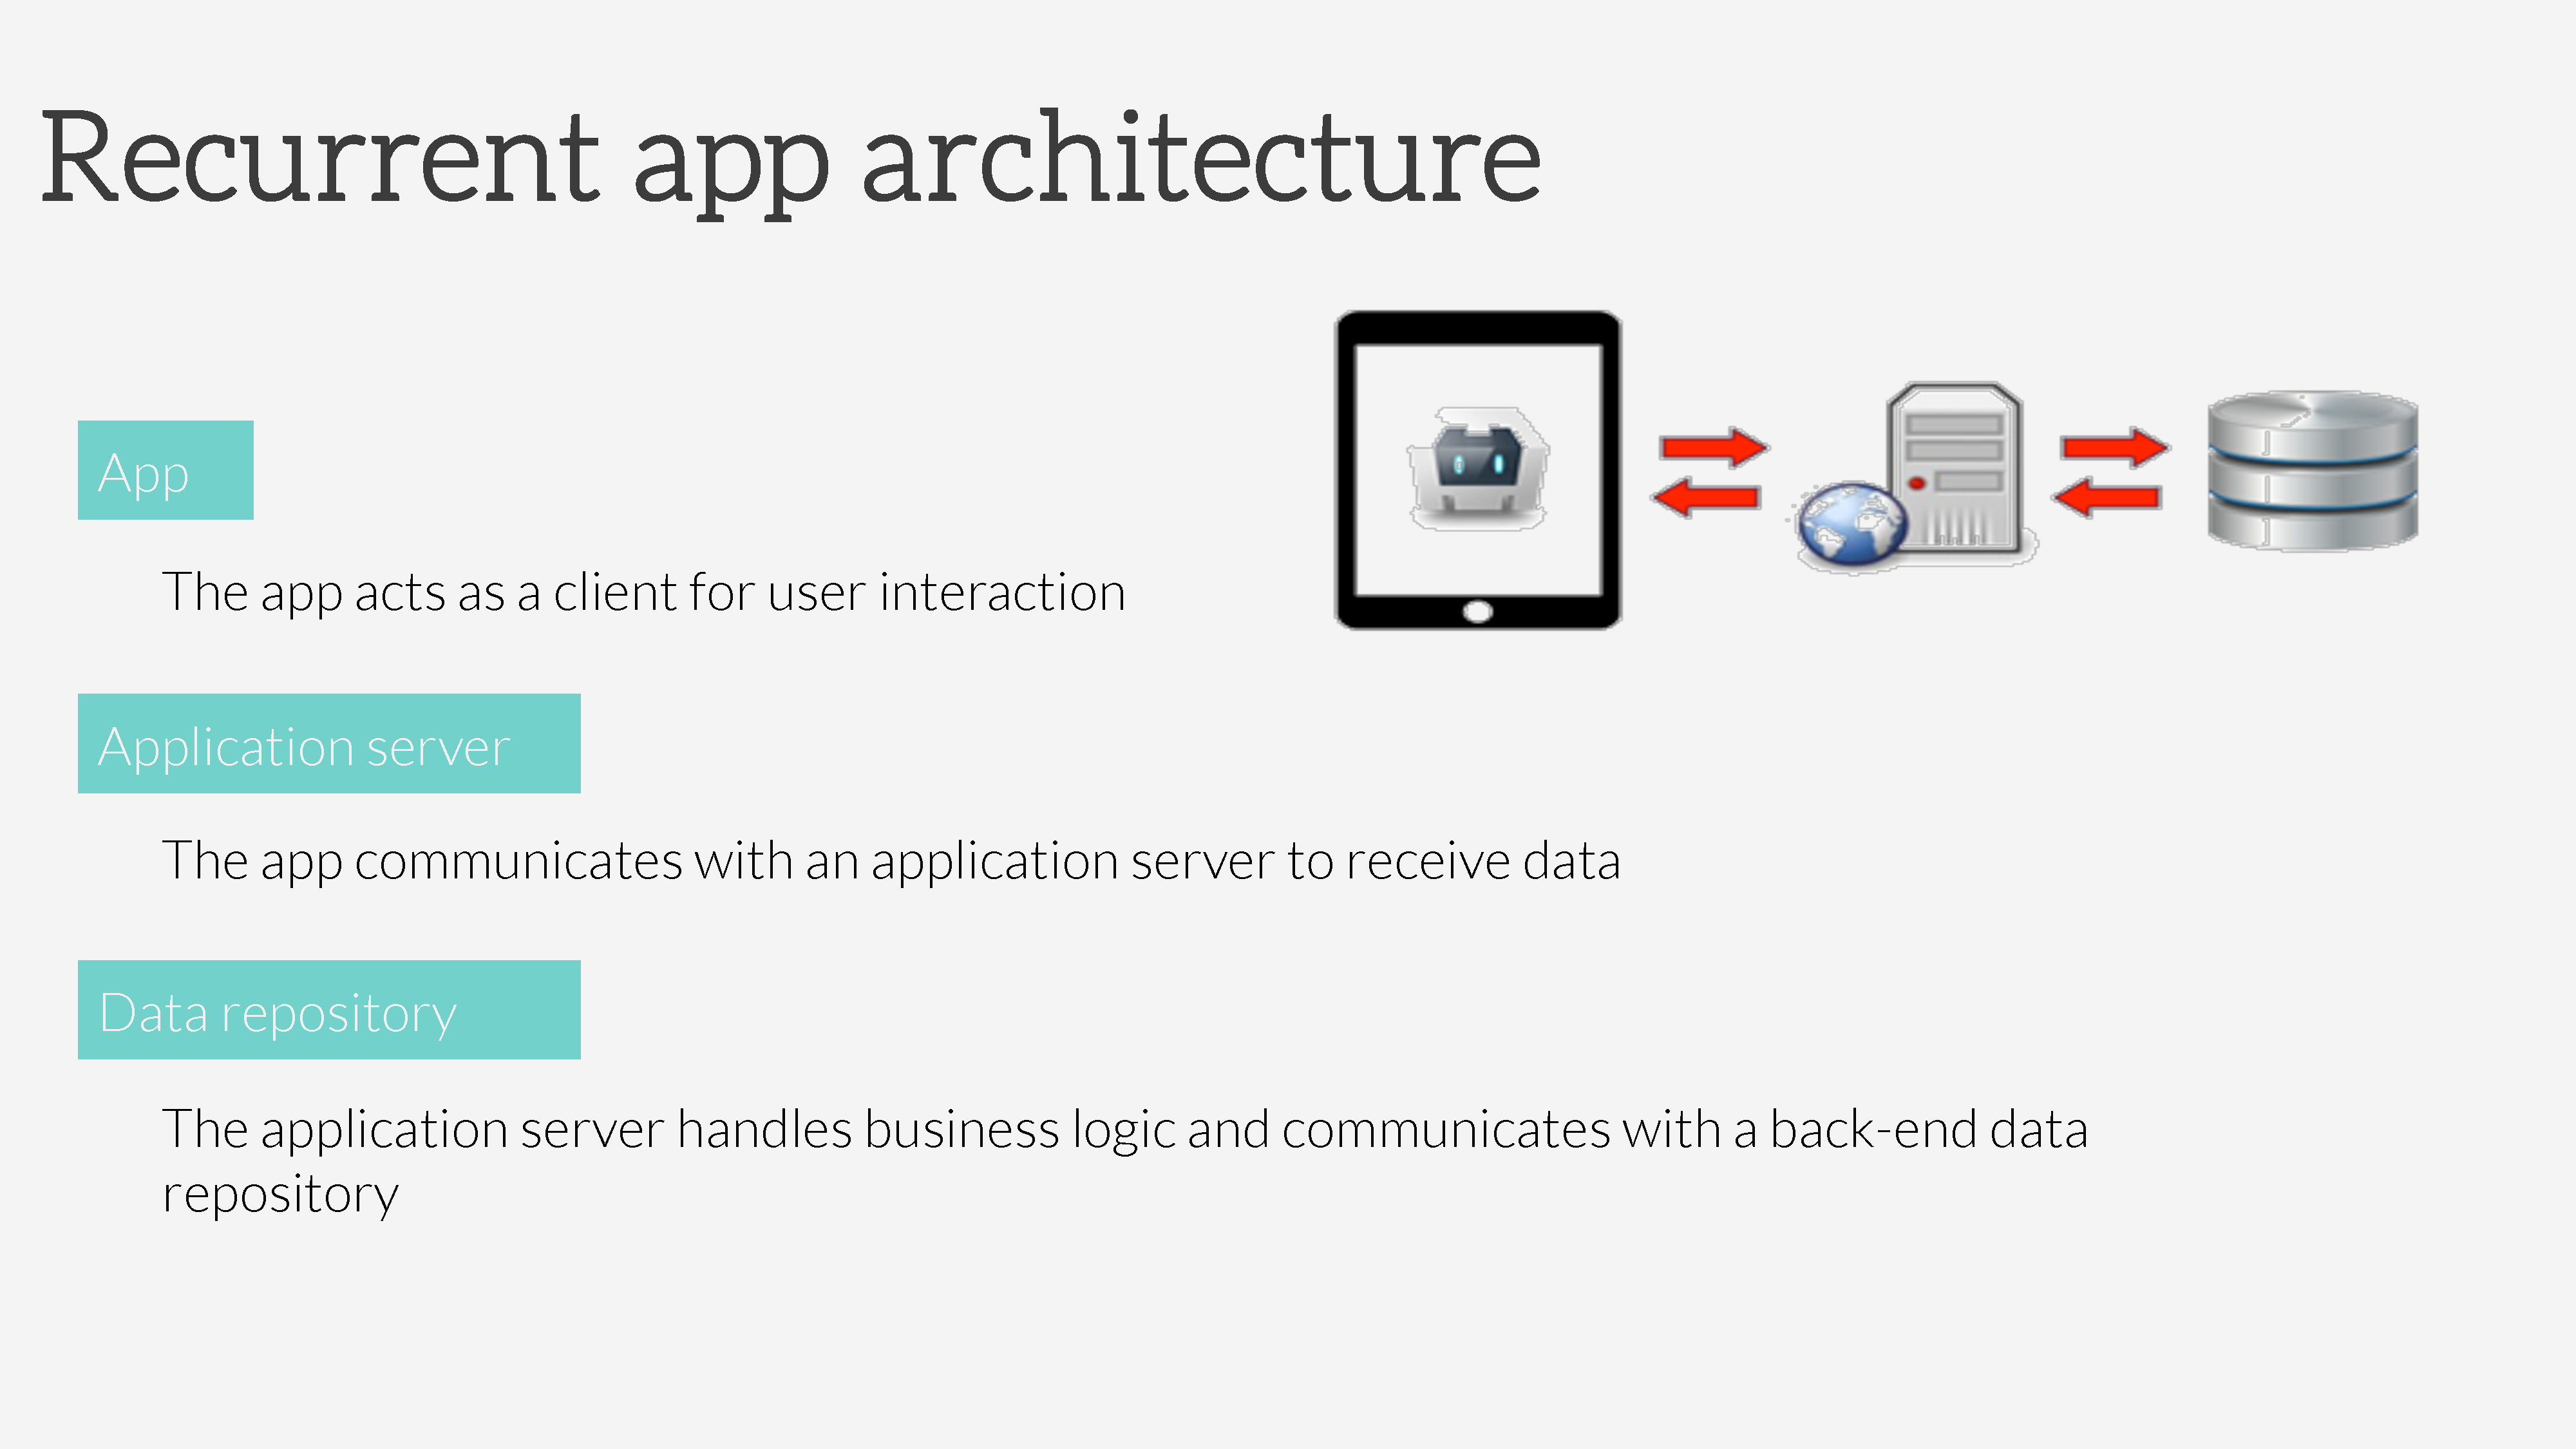 Recurrent app architecture
App
The app acts as a client for user interaction
Application server
The app communicates with an application server to receive data
Data repository
The application server handles business logic and communicates with a back-end data
repository